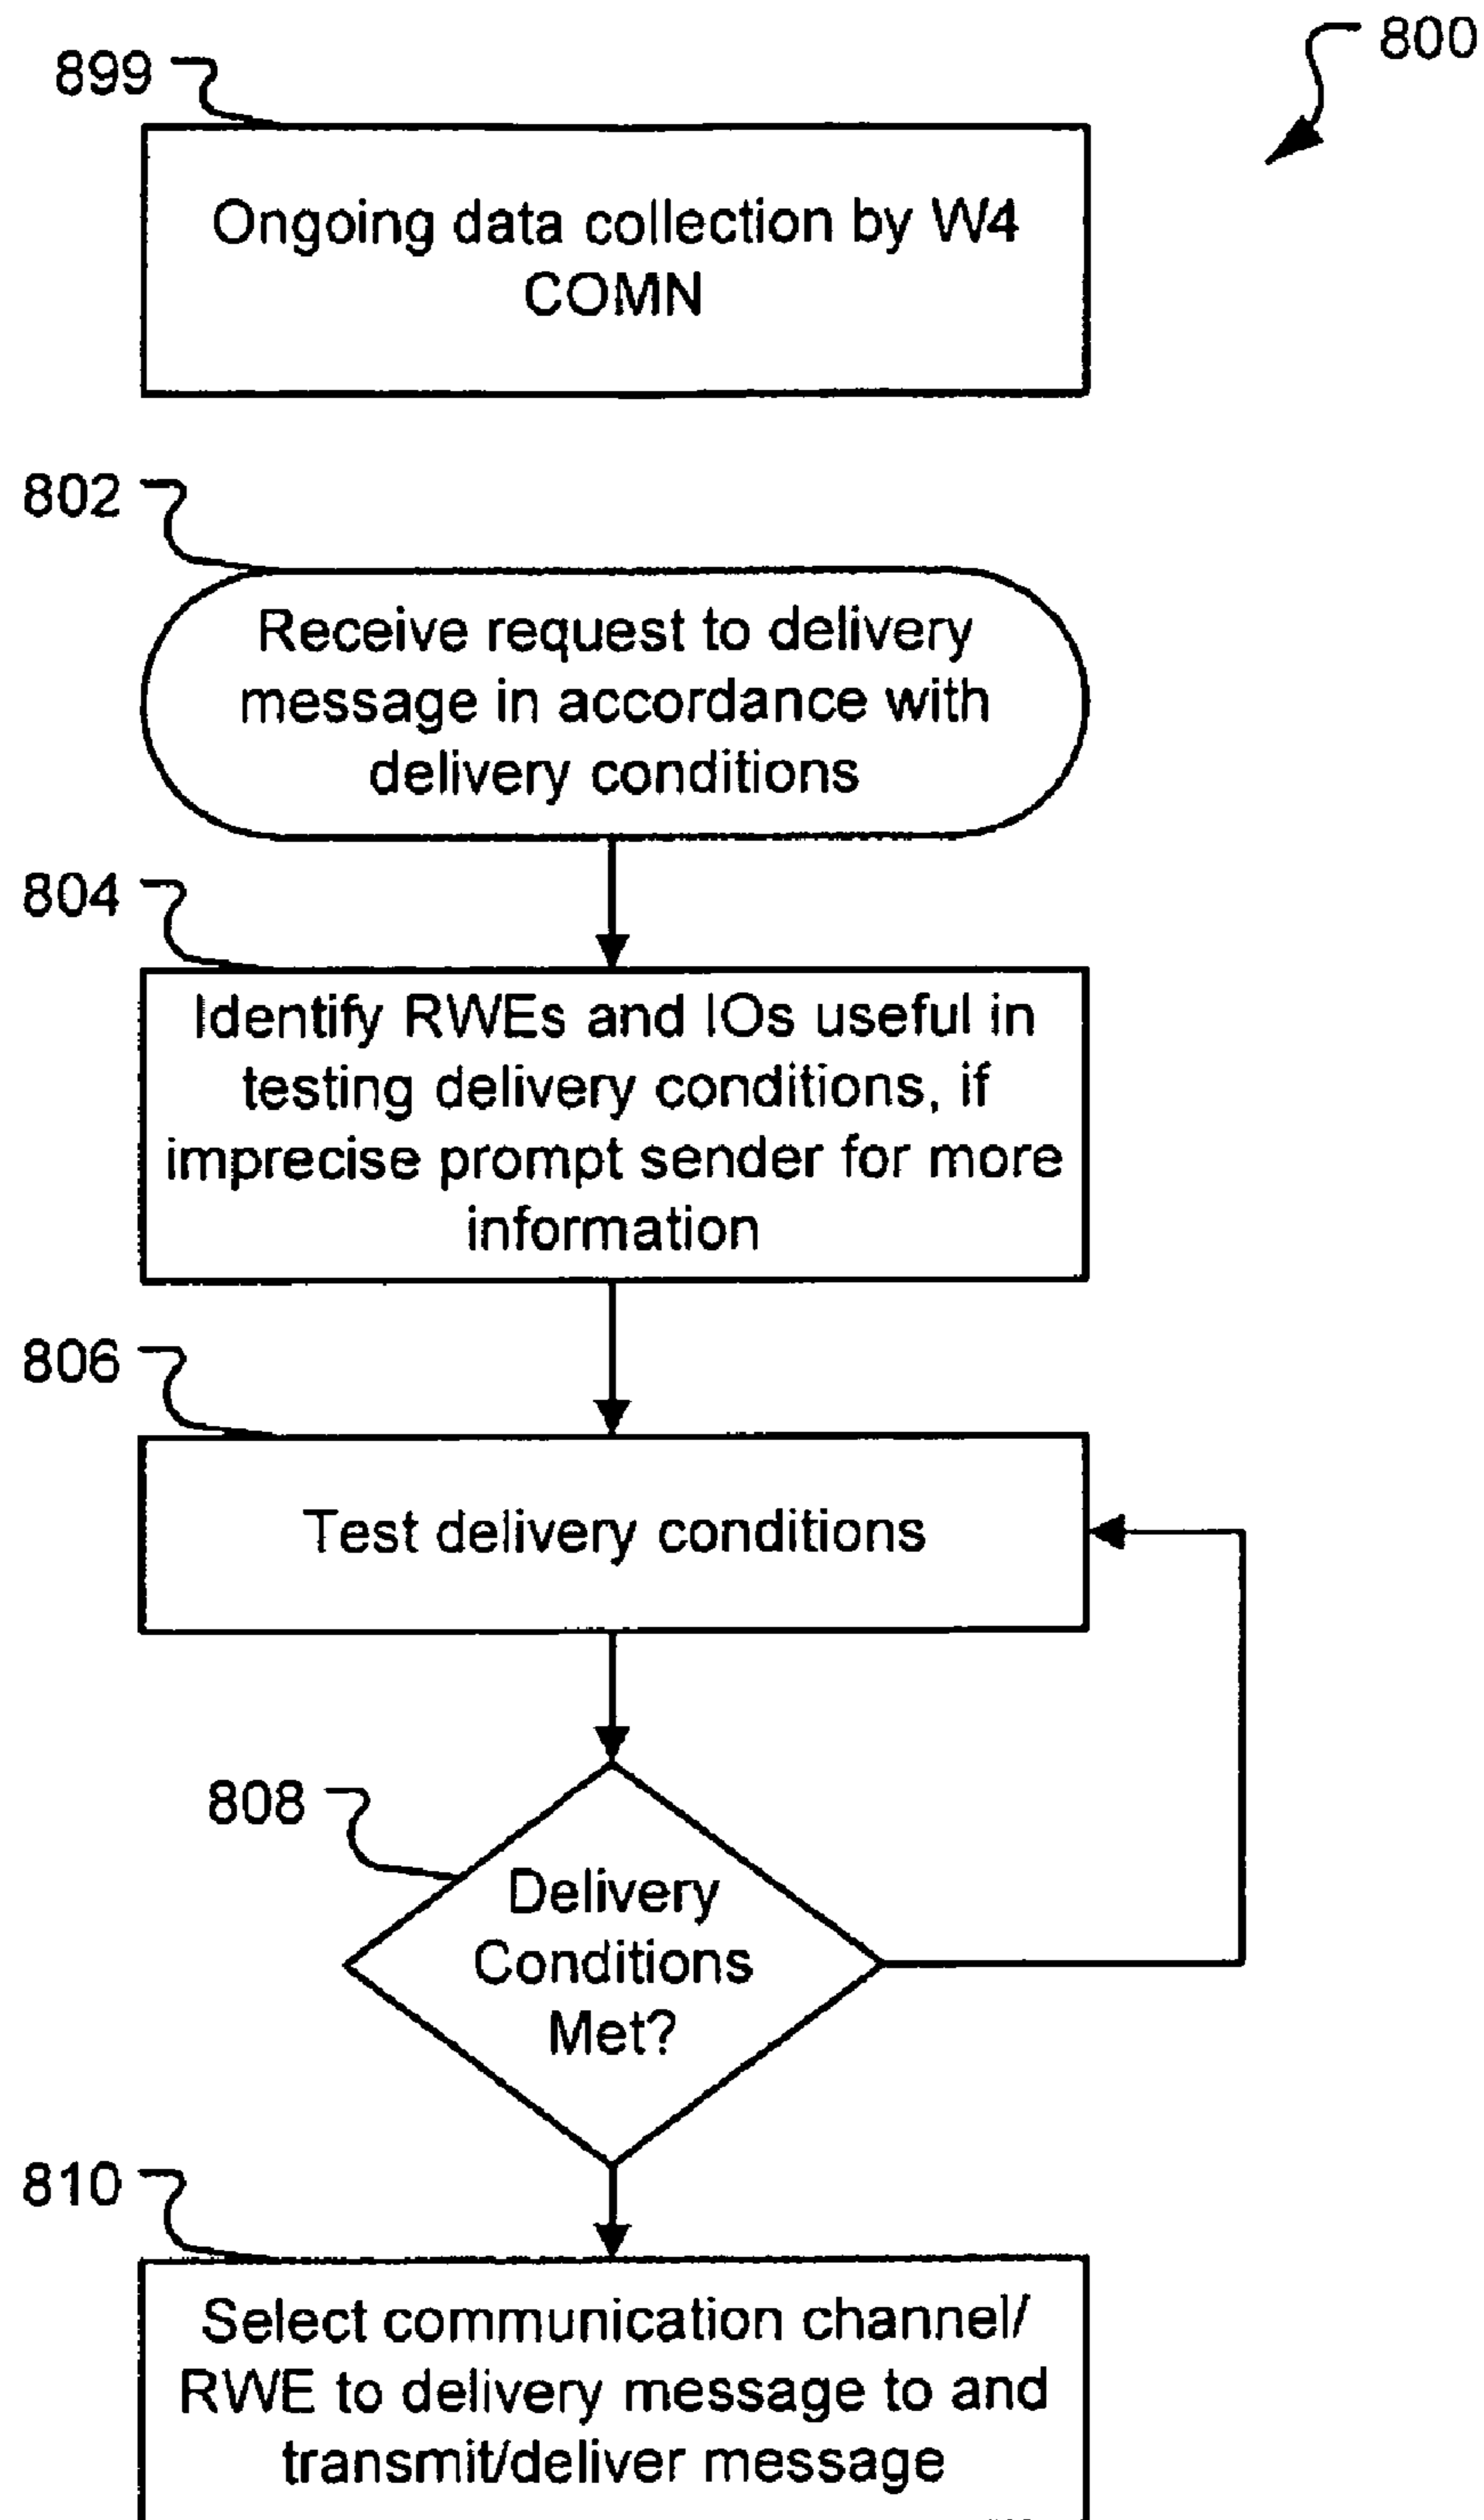 800
899
Ongoing data collection by W4
COMN
802
Receive request to delivery
message in accordance with
delivery conditions
804
Identify RWEs and IOs useful in
testing delivery conditions, if
imprecise prompt sender for more
information
806
Test delivery conditions
808
Delivery
Conditions
Met?
810
Select communication channel/
RWE to delivery message to and
transmit/deliver message